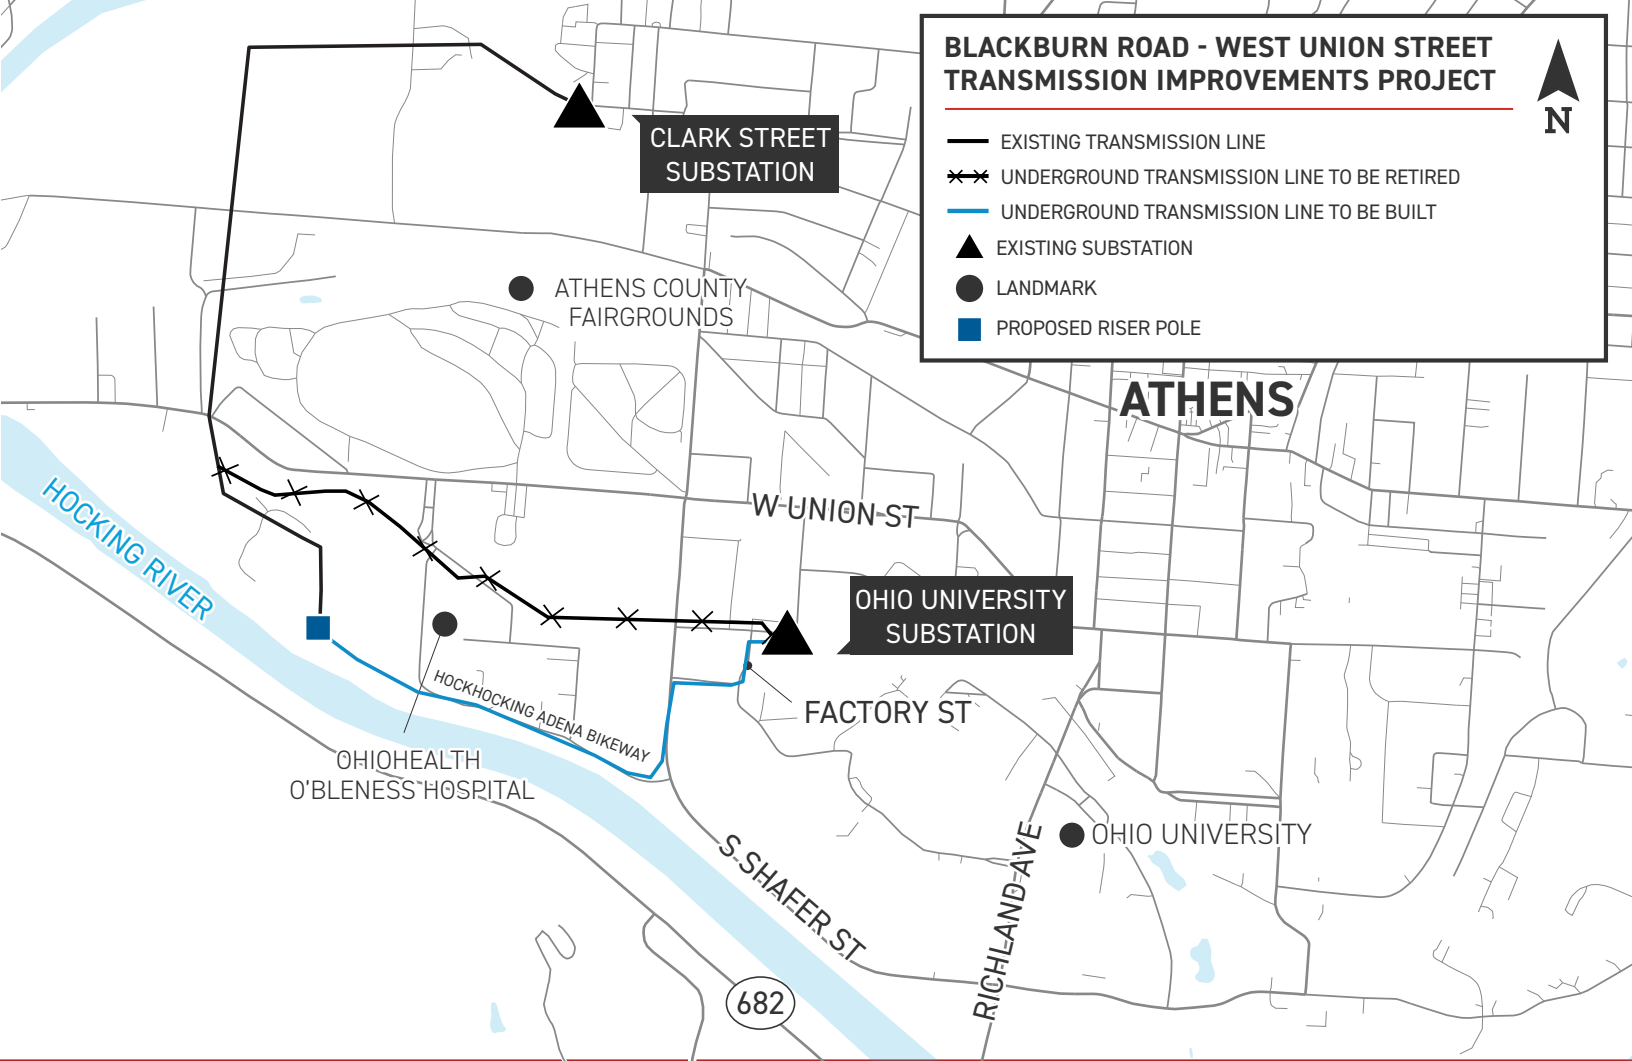 BLACKBURN ROAD - WEST UNION STREET
TRANSMISSION IMPROVEMENTS PROJECT
N
EXISTING TRANSMISSION LINE
UNDERGROUND TRANSMISSION LINE TO BE RETIRED
UNDERGROUND TRANSMISSION LINE TO BE BUILT
EXISTING SUBSTATION
LANDMARK
PROPOSED RISER POLE
CLARK STREET
SUBSTATION
ATHENS COUNTY
FAIRGROUNDS
ATHENS
W UNION ST
HOCKING RIVER
OHIO UNIVERSITY
SUBSTATION
HOCKHOCKING ADENA BIKEWAY
FACTORY ST
OHIOHEALTH
O'BLENESS HOSPITAL
S SHAFER ST
RICHLAND AVE
OHIO UNIVERSITY
682